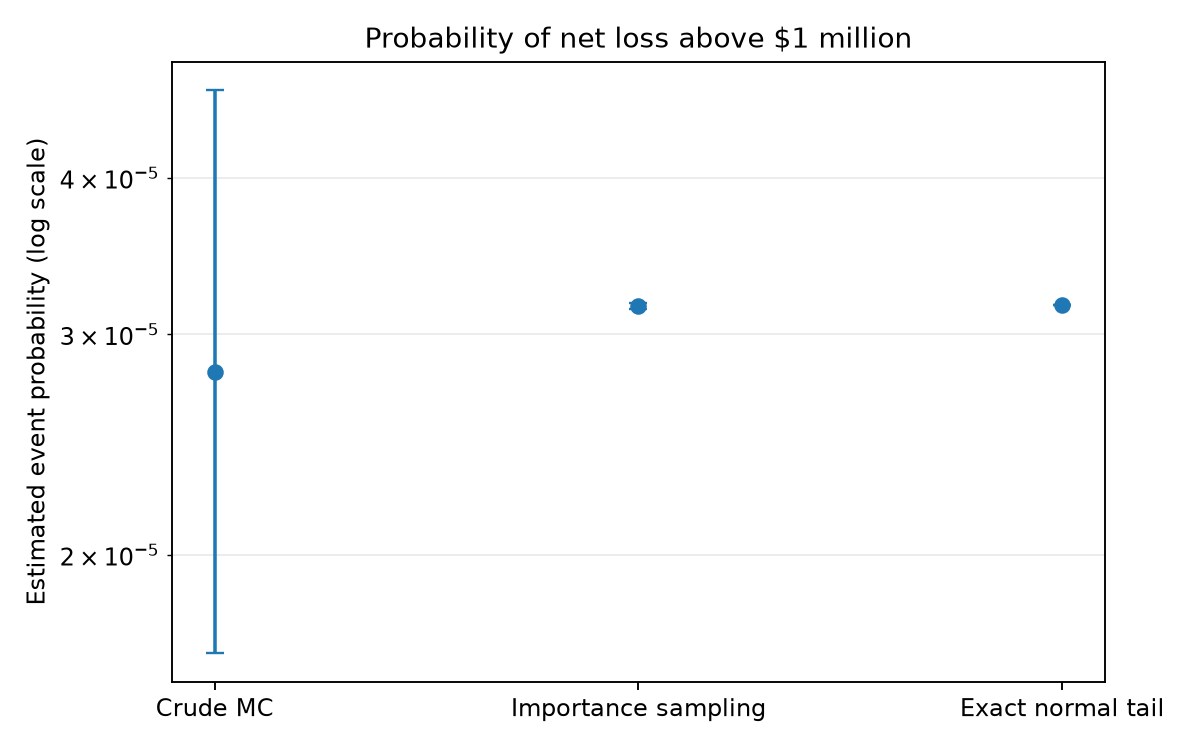 Probability of net loss above $1 million
Estimated event probability (log scale)
4 × 10⁻⁵
3 × 10⁻⁵
2 × 10⁻⁵
Crude MC
Importance sampling
Exact normal tail